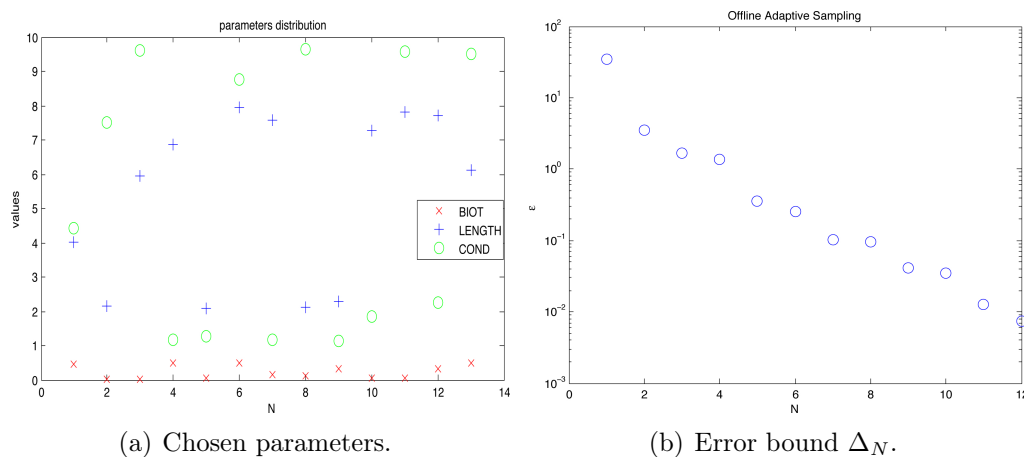 parameters distribution
10
9
8
7
6
5
4
3
2
1
0
values
BIOT
LENGTH
COND
0 2 4 6 8 10 12 14
N
(a) Chosen parameters.
Offline Adaptive Sampling
10^2
10^1
10^0
10^-1
10^-2
10^-3
ε
0 2 4 6 8 10 12
N
(b) Error bound Δ_N.